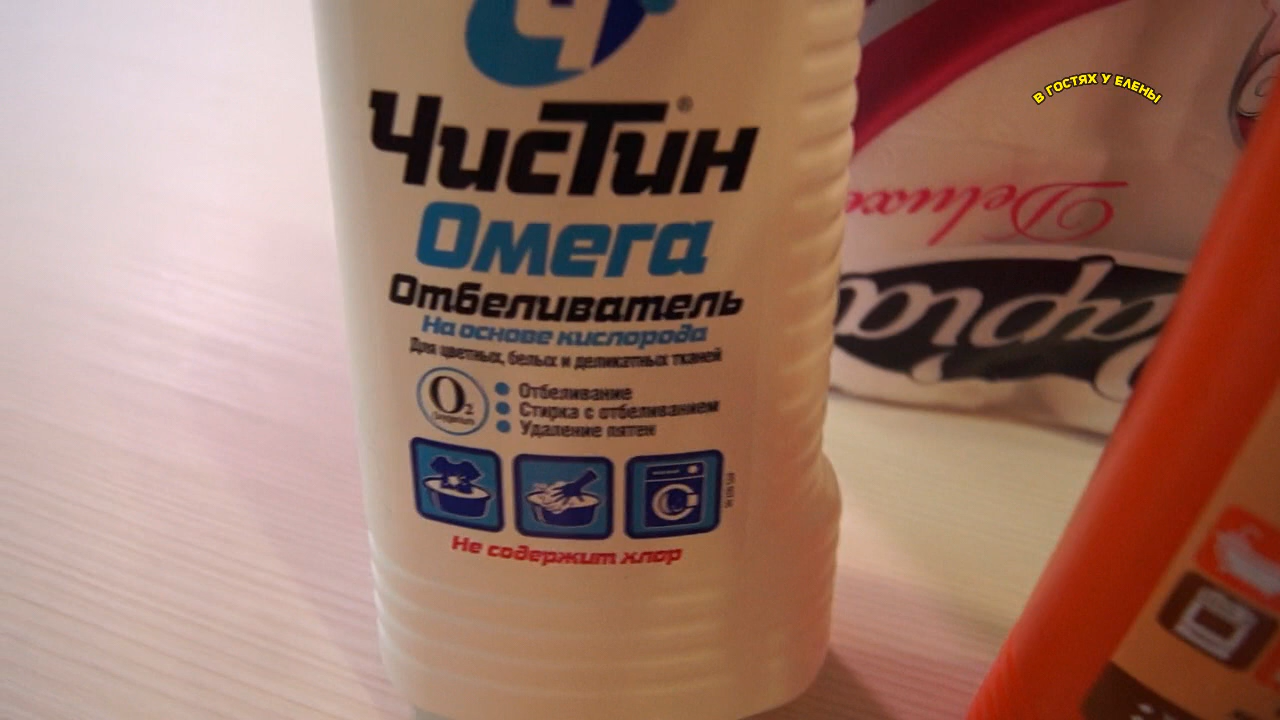 ЧисТин®
Омега
Отбеливатель
На основе кислорода
Для цветных, белых и деликатных тканей
O₂
Отбеливание
Стирка с отбеливанием
Удаление пятен
Не содержит хлор
В ГОСТЯХ У ЕЛЕНЫ
Deluxe